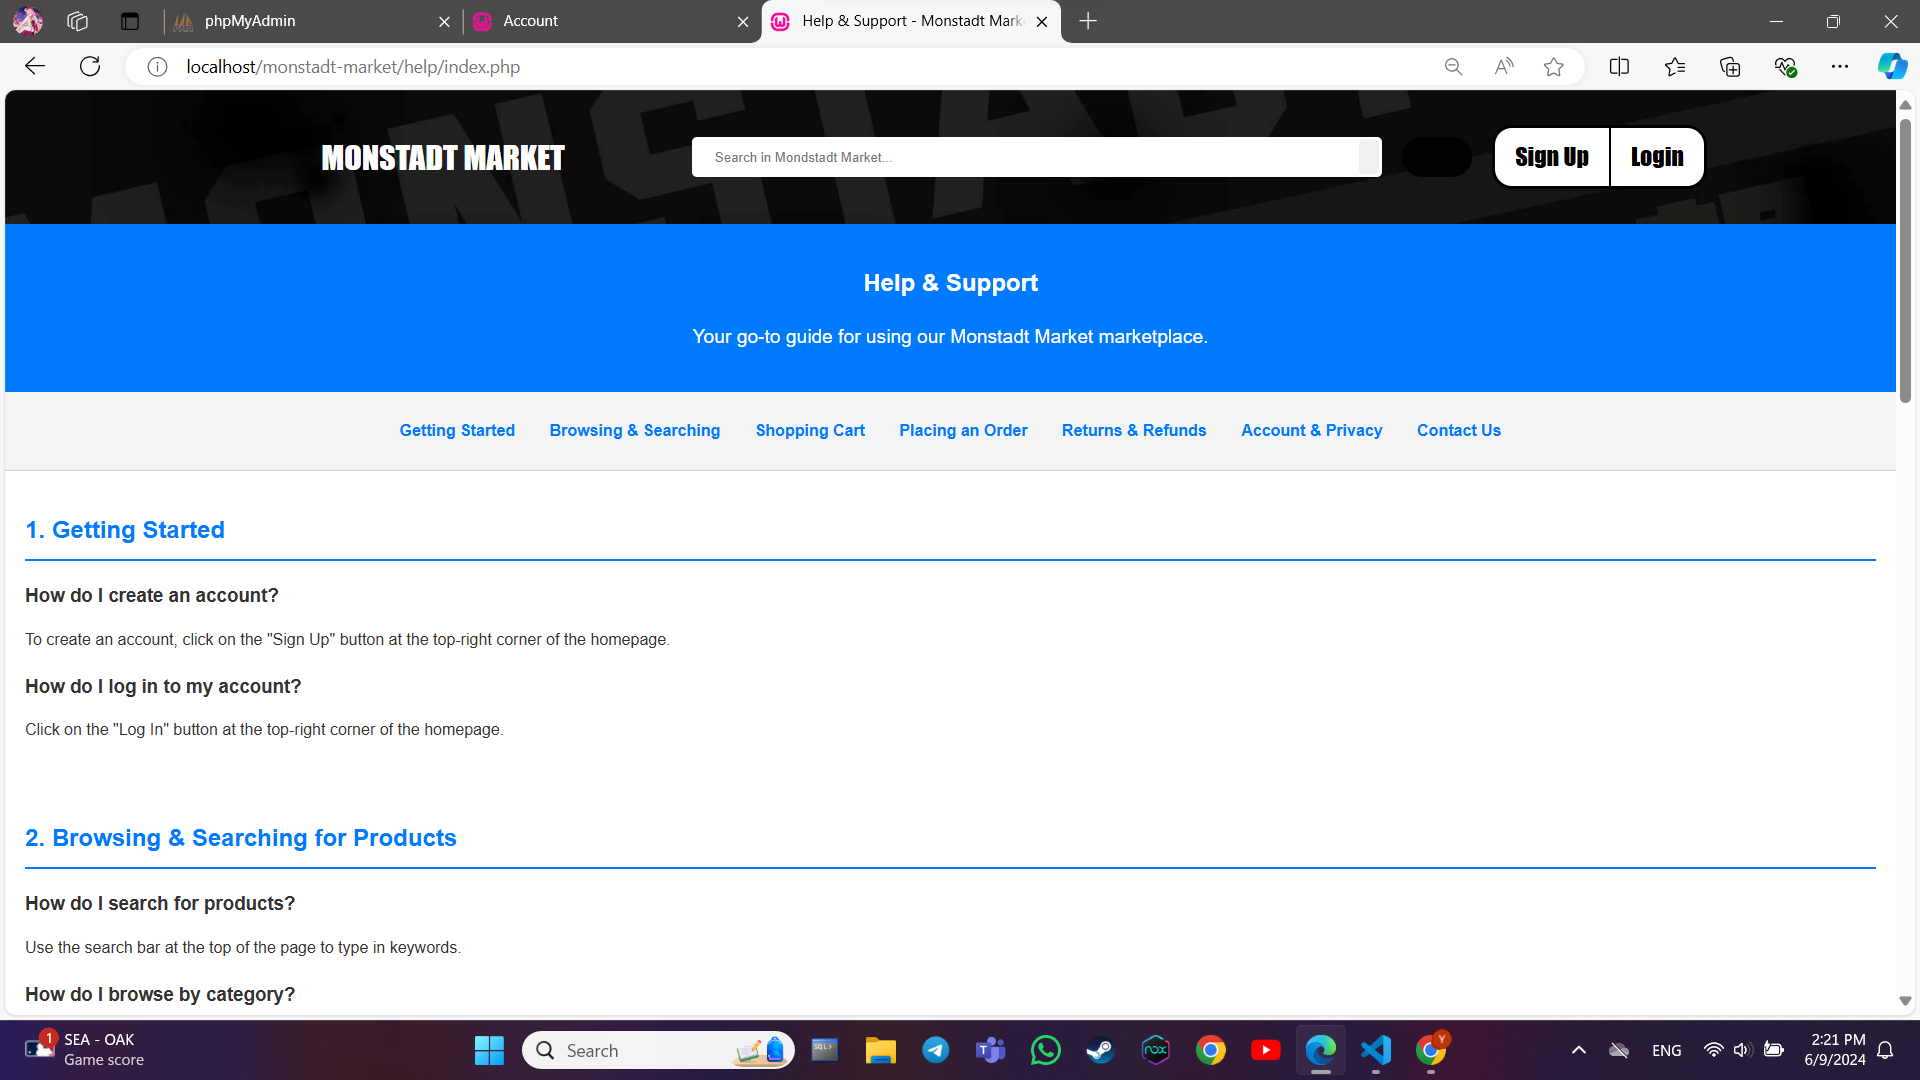 phpMyAdmin
Account
Help & Support - Monstadt Mark
localhost/monstadt-market/help/index.php
MONSTADT MARKET
Search in Mondstadt Market...
Sign Up
Login
Help & Support
Your go-to guide for using our Monstadt Market marketplace.
Getting Started Browsing & Searching Shopping Cart Placing an Order Returns & Refunds Account & Privacy Contact Us
1. Getting Started
How do I create an account?
To create an account, click on the "Sign Up" button at the top-right corner of the homepage.
How do I log in to my account?
Click on the "Log In" button at the top-right corner of the homepage.
2. Browsing & Searching for Products
How do I search for products?
Use the search bar at the top of the page to type in keywords.
How do I browse by category?
1
SEA - OAK
Game score
Search
SQL>
nox
Y
ENG
2:21 PM
6/9/2024